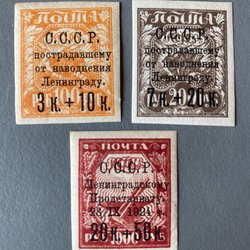 ПОЧТА
С.С.С.Р.
пострадавшему
от наводнения
Ленинграду.
3 к. + 10 к.
ПОЧТА
С.С.С.Р.
пострадавшему
от наводнения
Ленинграду.
7 к. + 20 к.
ПОЧТА
С.С.С.Р.
Ленинградскому
Пролетариату.
23. IX 1924 г.
20 к. + 50 к.